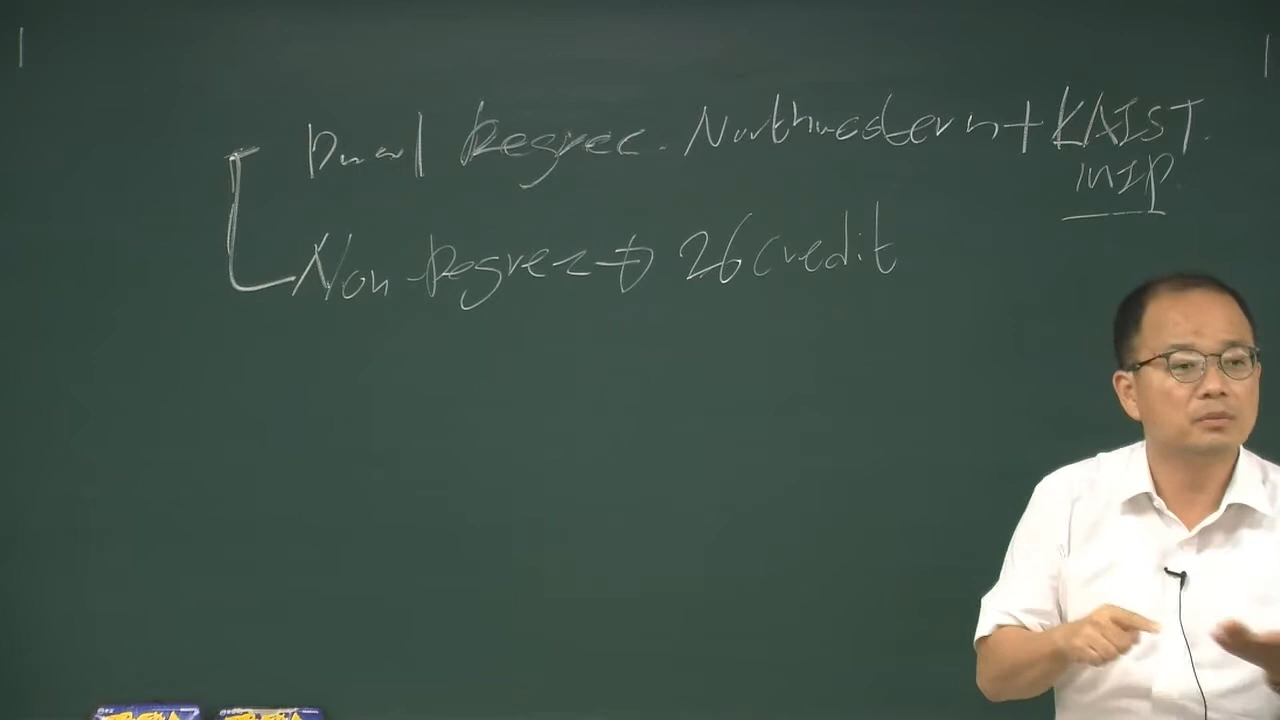 Dual Degree. Northwestern + KAIST.
MIP
Non-Degree → 26 credit